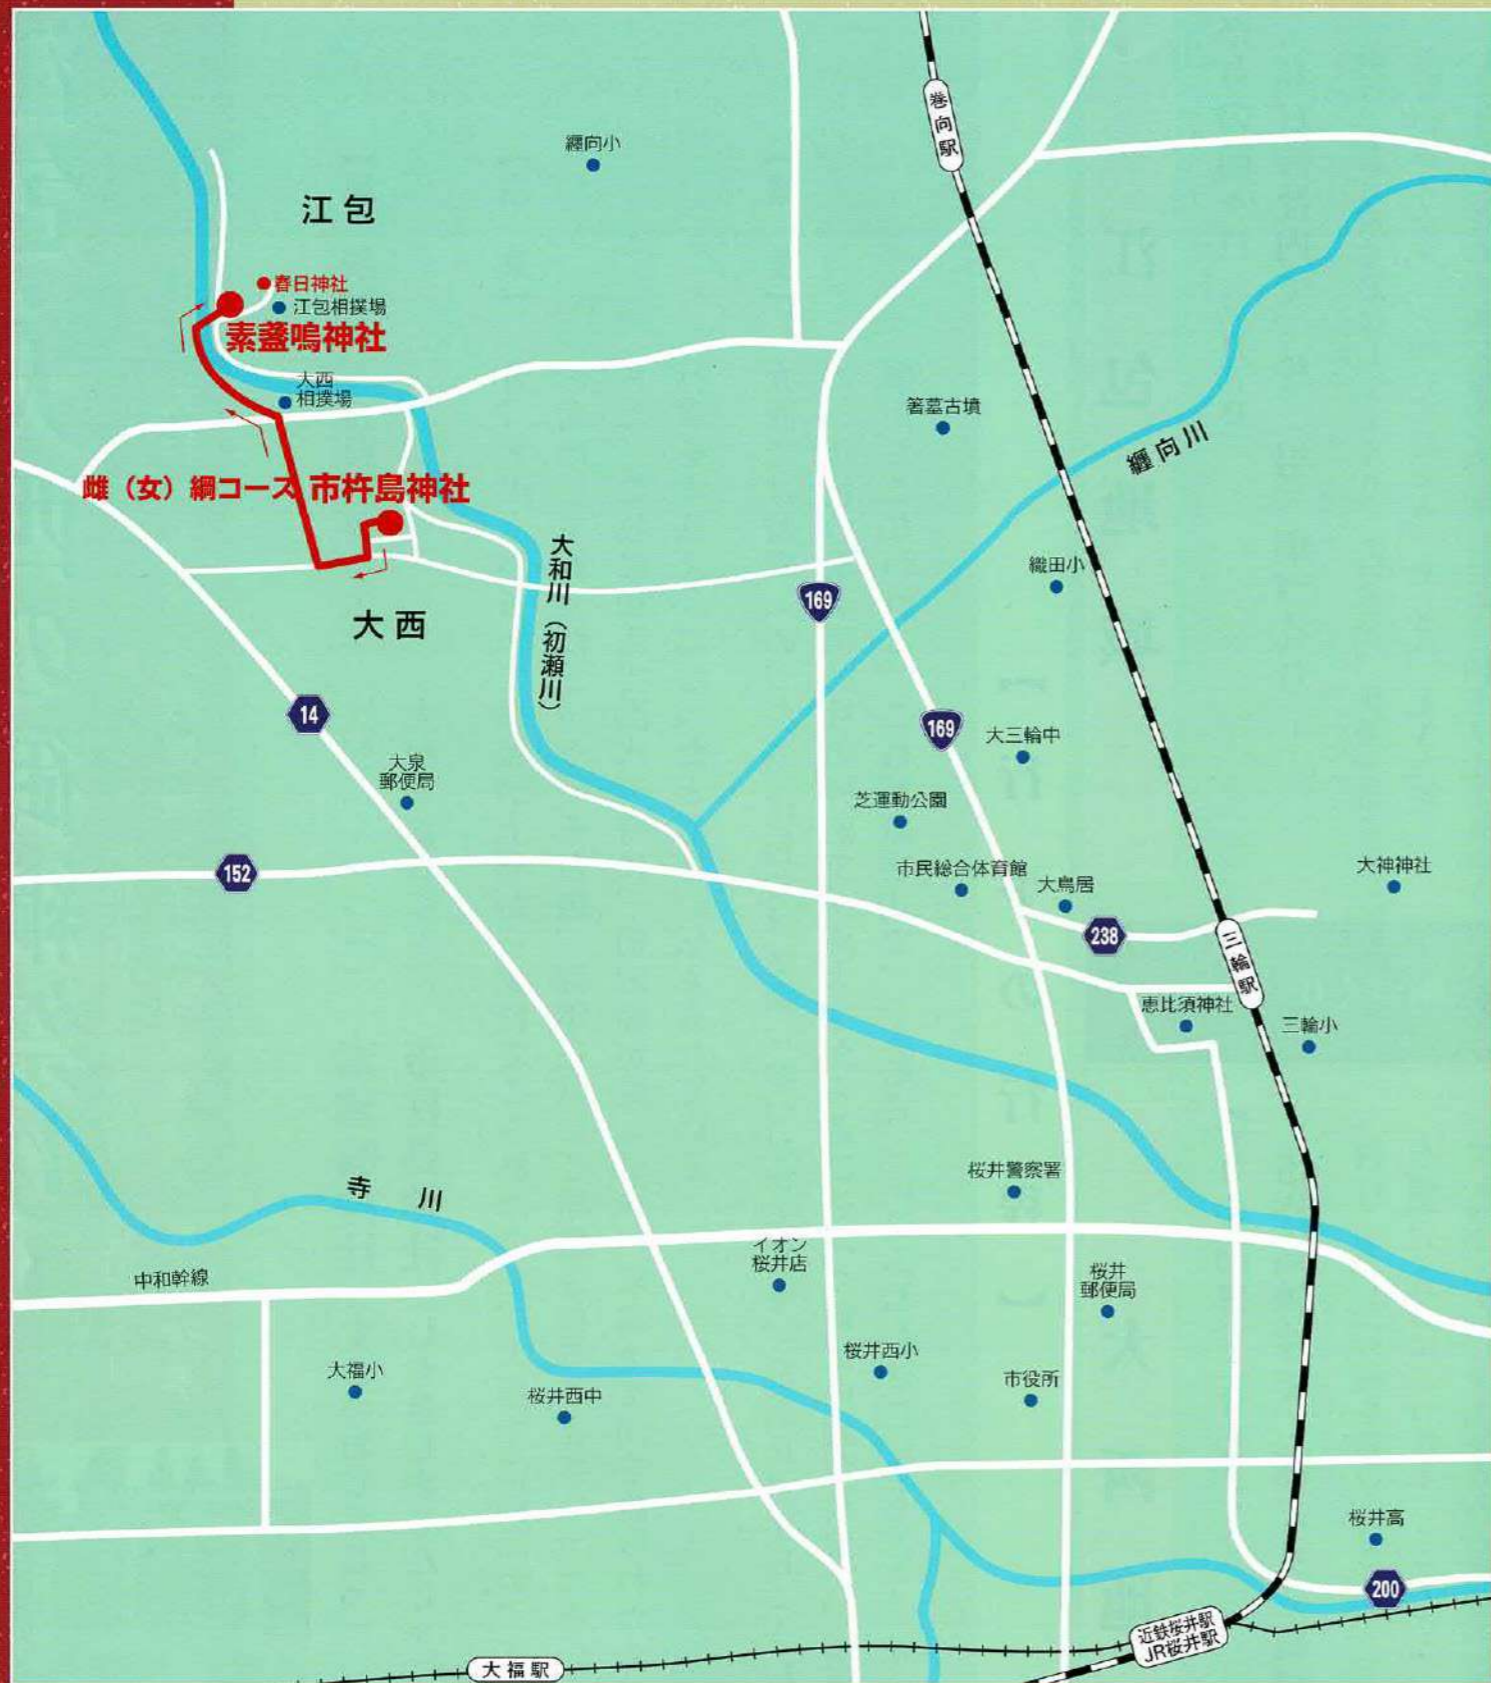 巻向駅
纒向小
江包
春日神社
江包相撲場
素盞嗚神社
大西
相撲場
箸墓古墳
纒向川
雌（女）綱コース
市杵島神社
大和川（初瀬川）
織田小
169
大西
14
169
大三輪中
大泉
郵便局
芝運動公園
152
市民総合体育館
大鳥居
大神神社
238
三輪駅
恵比須神社
三輪小
桜井警察署
寺川
イオン
桜井店
中和幹線
桜井
郵便局
桜井西小
大福小
市役所
桜井西中
桜井高
200
近鉄桜井駅
JR桜井駅
大福駅